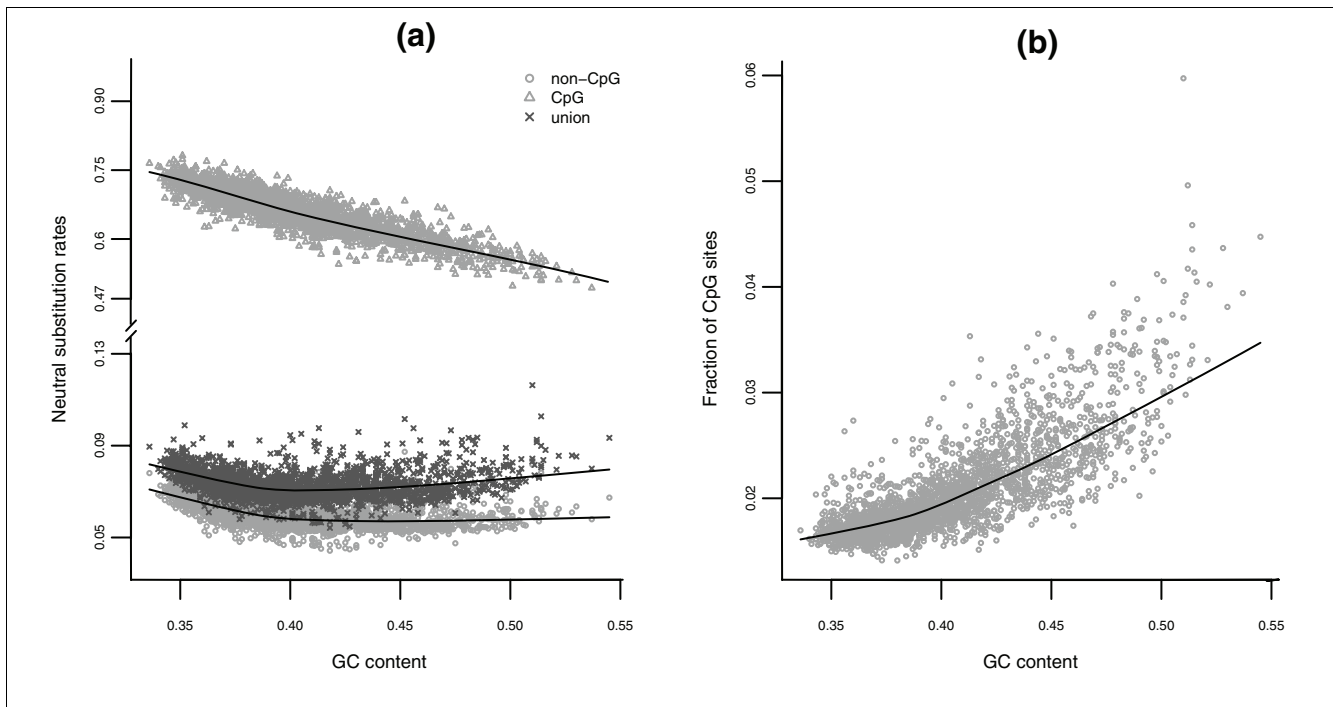 (a)
non−CpG
CpG
union
Neutral substitution rates
0.90
0.75
0.6
0.47
0.13
0.09
0.05
0.35
0.40
0.45
0.50
0.55
GC content
(b)
Fraction of CpG sites
0.06
0.05
0.04
0.03
0.02
0.35
0.40
0.45
0.50
0.55
GC content